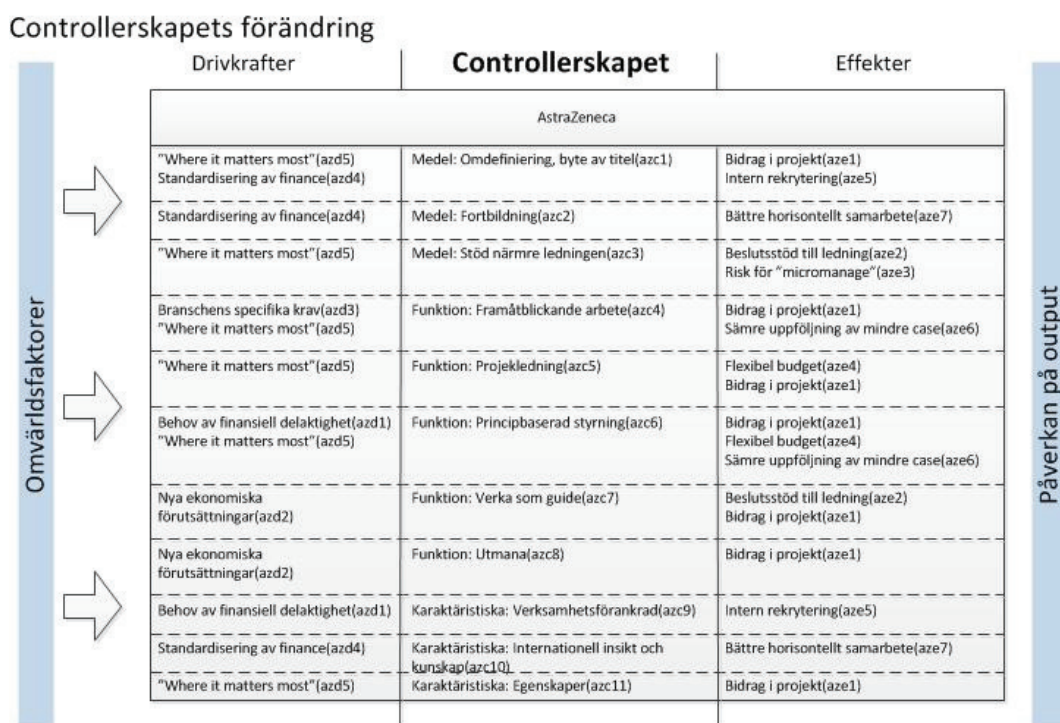 Controllerskapets förändring
Drivkrafter Controllerskapet Effekter
Omvärldsfaktorer
AstraZeneca
"Where it matters most"(azd5) Medel: Omdefiniering, byte av titel(azc1) Bidrag i projekt(aze1)
Standardisering av finance(azd4) Intern rekrytering(aze5)
Standardisering av finance(azd4) Medel: Fortbildning(azc2) Bättre horisontellt samarbete(aze7)
"Where it matters most"(azd5) Medel: Stöd närmre ledningen(azc3) Beslutsstöd till ledning(aze2)
Risk för "micromanage"(aze3)
Branschens specifika krav(azd3) Funktion: Framåtblickande arbete(azc4) Bidrag i projekt(aze1)
"Where it matters most"(azd5) Sämre uppföljning av mindre case(aze6)
"Where it matters most"(azd5) Funktion: Projekledning(azc5) Flexibel budget(aze4)
Bidrag i projekt(aze1)
Behov av finansiell delaktighet(azd1) Funktion: Principbaserad styrning(azc6) Bidrag i projekt(aze1)
"Where it matters most"(azd5) Flexibel budget(aze4)
Sämre uppföljning av mindre case(aze6)
Nya ekonomiska Funktion: Verka som guide(azc7) Beslutsstöd till ledning(aze2)
förutsättningar(azd2) Bidrag i projekt(aze1)
Nya ekonomiska Funktion: Utmana(azc8) Bidrag i projekt(aze1)
förutsättningar(azd2)
Behov av finansiell delaktighet(azd1) Karaktäristiska: Verksamhetsförankrad(azc9) Intern rekrytering(aze5)
Standardisering av finance(azd4) Karaktäristiska: Internationell insikt och Bättre horisontellt samarbete(aze7)
kunskap(azc10)
"Where it matters most"(azd5) Karaktäristiska: Egenskaper(azc11) Bidrag i projekt(aze1)
Påverkan på output